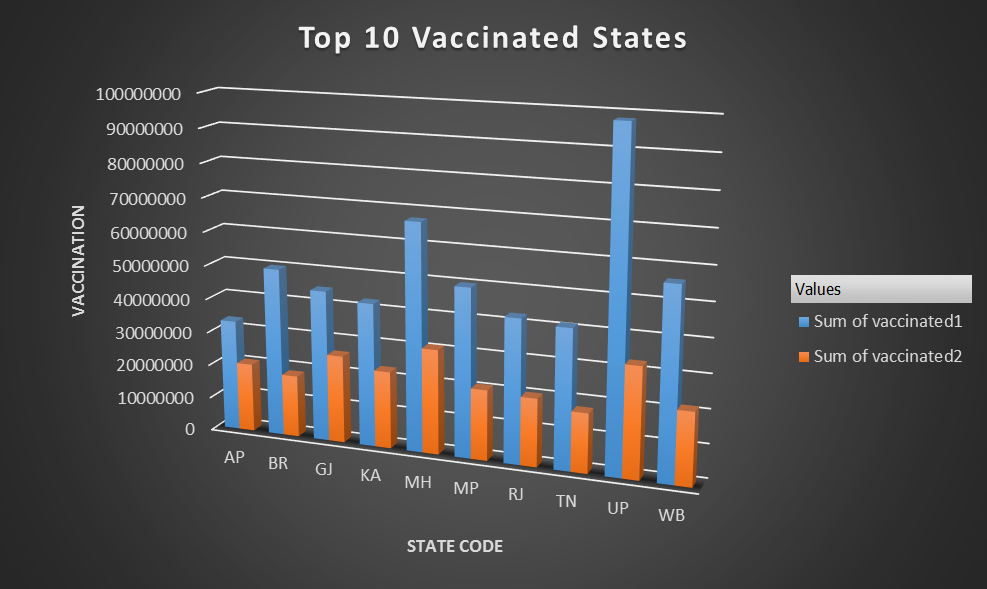 Top 10 Vaccinated States
100000000
90000000
80000000
70000000
60000000
50000000
40000000
30000000
20000000
10000000
0
VACCINATION
AP BR GJ KA MH MP RJ TN UP WB
STATE CODE
Values
Sum of vaccinated1
Sum of vaccinated2